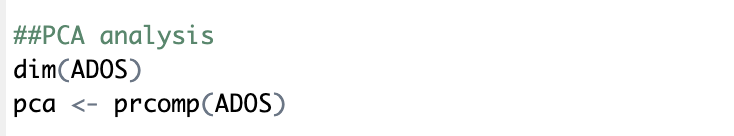 ##PCA analysis
dim(ADOS)
pca <- prcomp(ADOS)